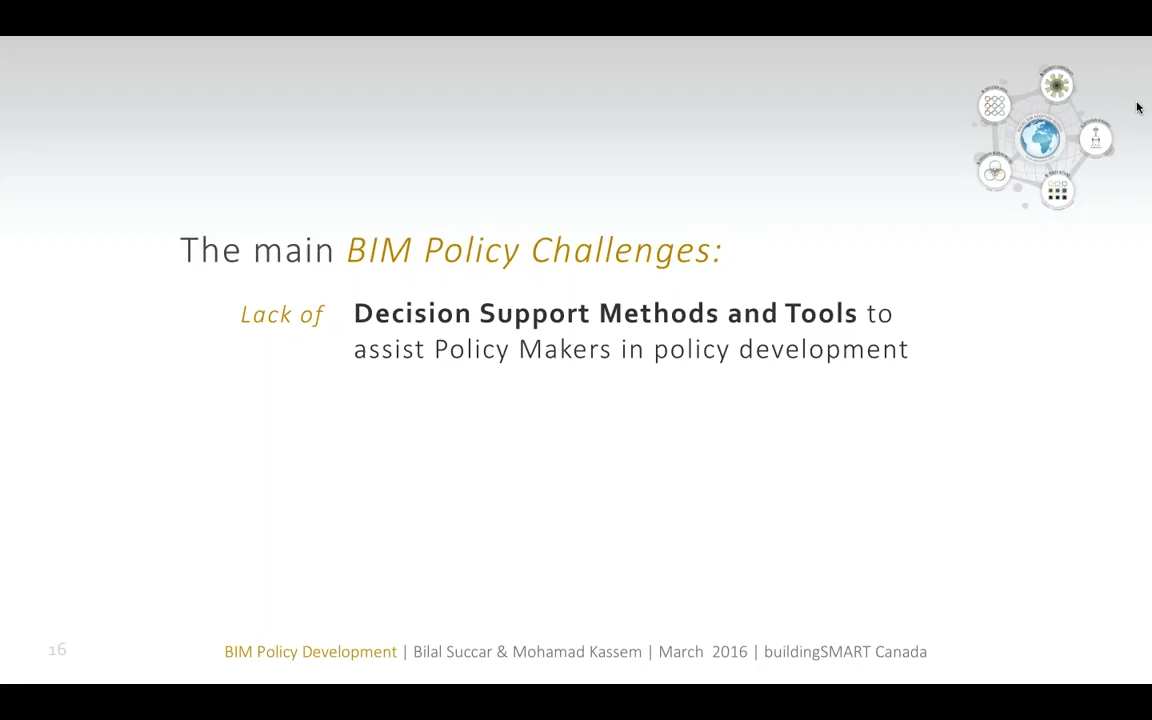 The main BIM Policy Challenges:
Lack of Decision Support Methods and Tools to
assist Policy Makers in policy development
16
BIM Policy Development | Bilal Succar & Mohamad Kassem | March 2016 | buildingSMART Canada